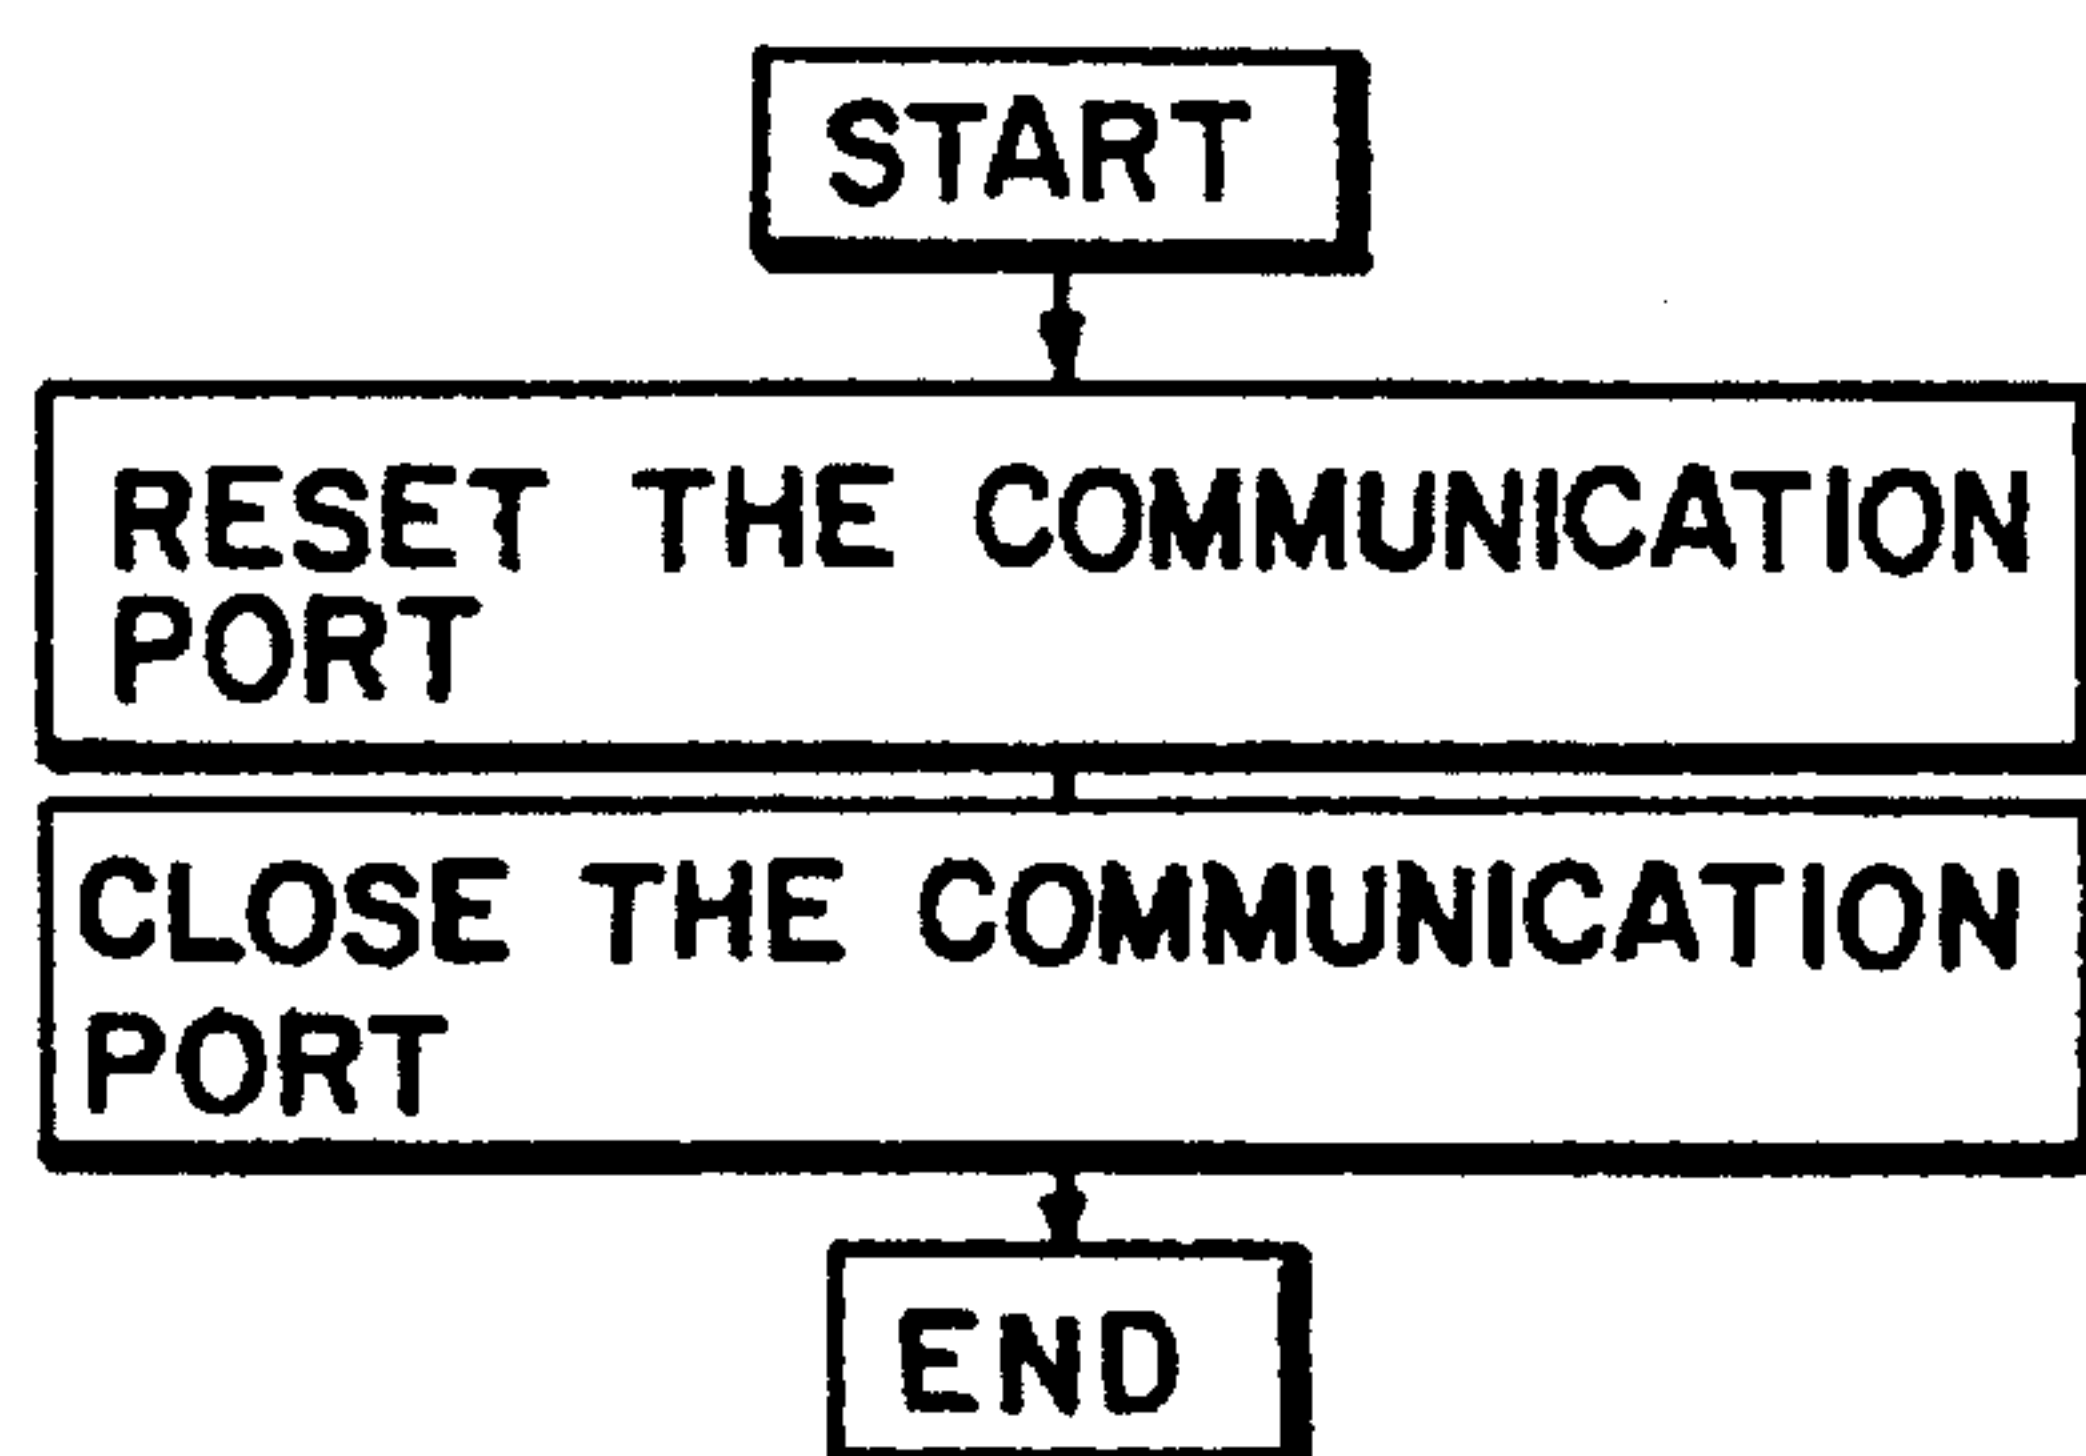 START
RESET THE COMMUNICATION
PORT
CLOSE THE COMMUNICATION
PORT
END